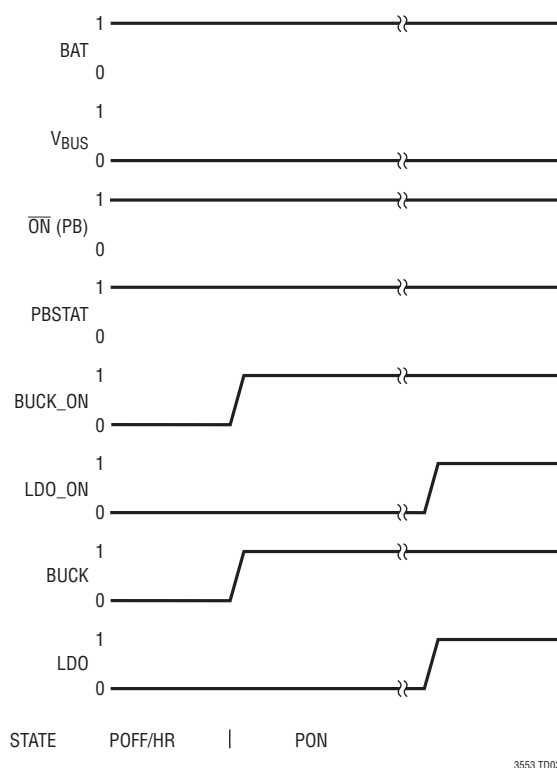 1
BAT
0
1
VBUS
0
1
ON (PB)
0
1
PBSTAT
0
1
BUCK_ON
0
1
LDO_ON
0
1
BUCK
0
1
LDO
0
STATE POFF/HR | PON